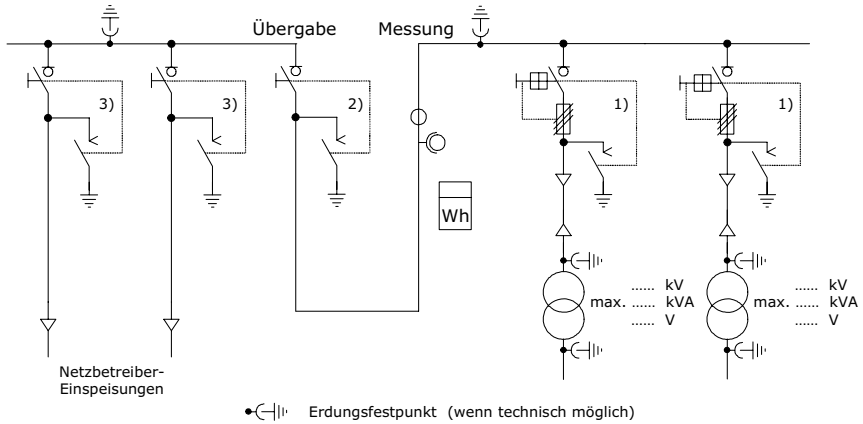 Übergabe Messung
3)
3)
2)
1)
1)
Wh
...... kV
max. ...... kVA
...... V
...... kV
max. ...... kVA
...... V
Netzbetreiber-
Einspeisungen
Erdungsfestpunkt (wenn technisch möglich)